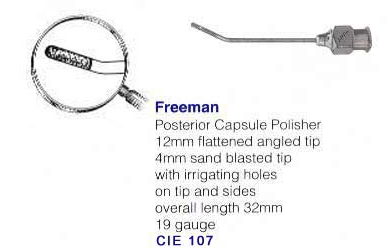 Freeman
Posterior Capsule Polisher
12mm flattened angled tip
4mm sand blasted tip
with irrigating holes
on tip and sides
overall length 32mm
19 gauge
CIE 107